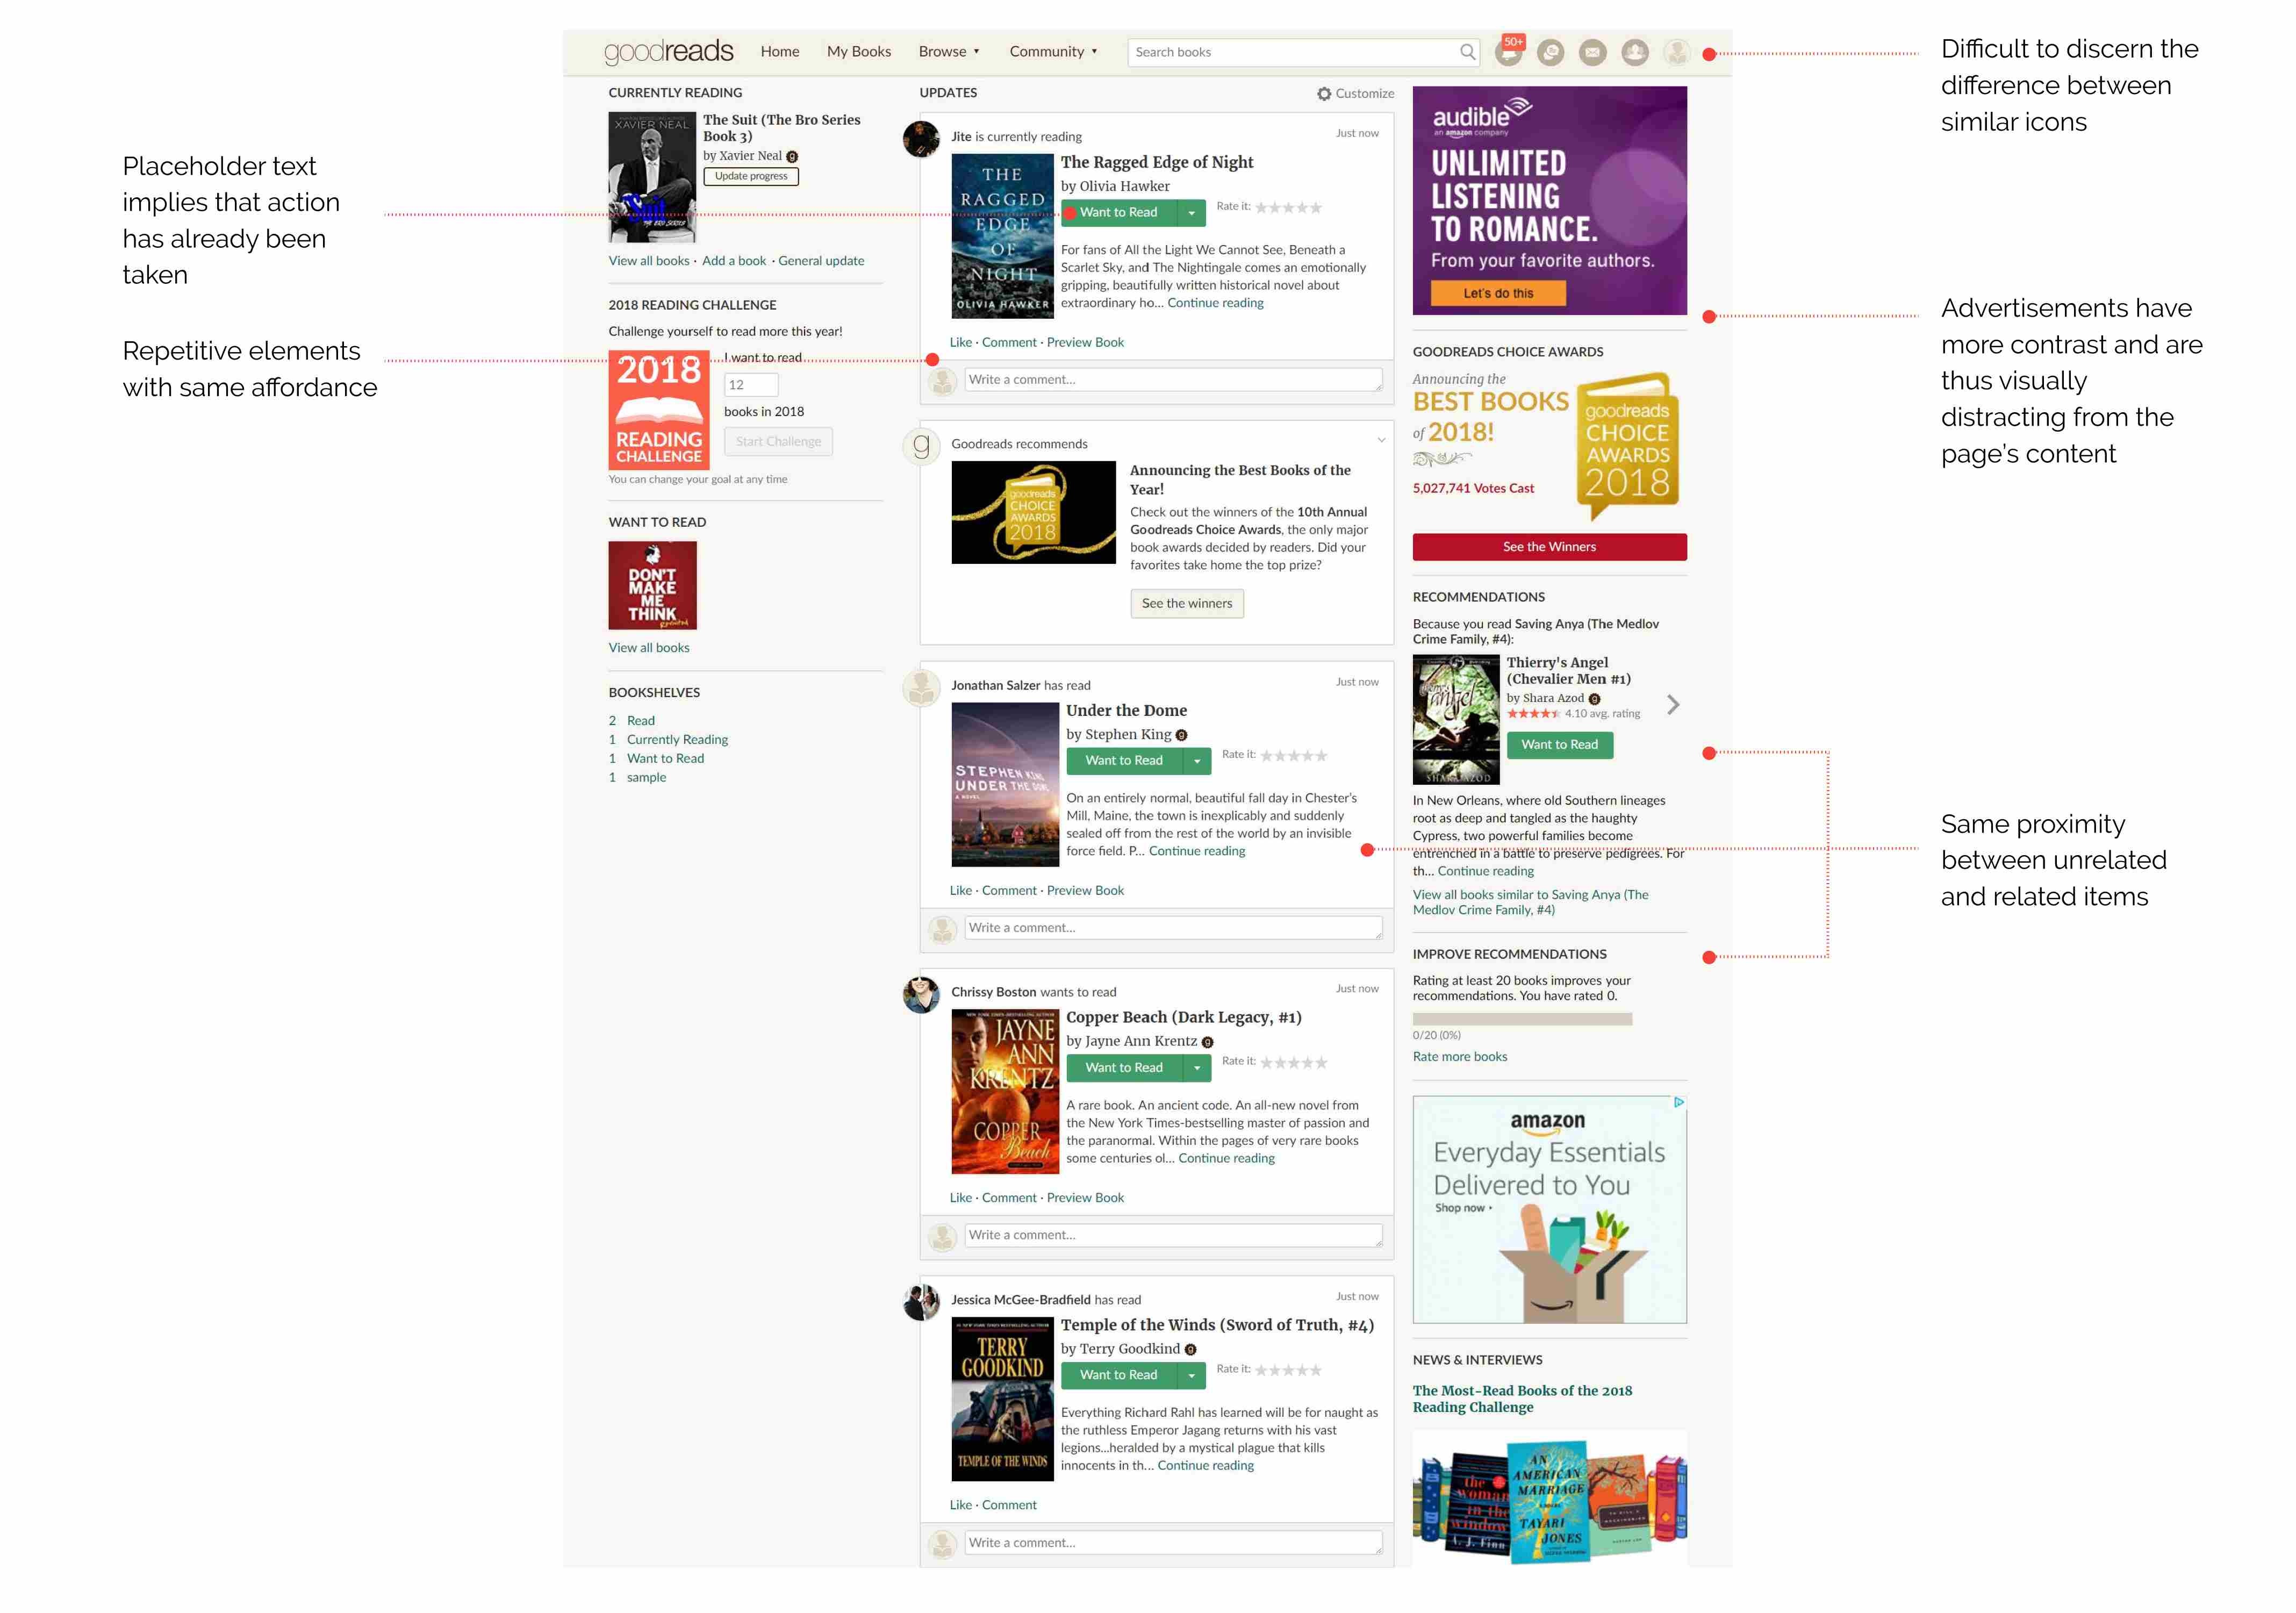 Placeholder text
implies that action
has already been
taken
Repetitive elements
with same affordance
goodreads
Home
My Books
Browse
Community
Search books
50+
CURRENTLY READING
XAVIER NEAL
Suit
THE BRO SERIES
The Suit (The Bro Series
Book 3)
by Xavier Neal
Update progress
View all books · Add a book · General update
2018 READING CHALLENGE
Challenge yourself to read more this year!
2018
READING
CHALLENGE
I want to read
12
books in 2018
Start Challenge
You can change your goal at any time
WANT TO READ
DON'T
MAKE
ME
THINK
View all books
BOOKSHELVES
2 Read
1 Currently Reading
1 Want to Read
1 sample
UPDATES
Customize
Jite is currently reading
Just now
THE
RAGGED
EDGE
OF
NIGHT
OLIVIA HAWKER
The Ragged Edge of Night
by Olivia Hawker
Want to Read
Rate it:
For fans of All the Light We Cannot See, Beneath a
Scarlet Sky, and The Nightingale comes an emotionally
gripping, beautifully written historical novel about
extraordinary ho... Continue reading
Like · Comment · Preview Book
Write a comment...
g
Goodreads recommends
goodreads
CHOICE
AWARDS
2018
Announcing the Best Books of the
Year!
Check out the winners of the 10th Annual
Goodreads Choice Awards, the only major
book awards decided by readers. Did your
favorites take home the top prize?
See the winners
Jonathan Salzer has read
Just now
STEPHEN KING
UNDER THE DOME
A NOVEL
Under the Dome
by Stephen King
Want to Read
Rate it:
On an entirely normal, beautiful fall day in Chester's
Mill, Maine, the town is inexplicably and suddenly
sealed off from the rest of the world by an invisible
force field. P... Continue reading
Like · Comment · Preview Book
Write a comment...
Chrissy Boston wants to read
Just now
JAYNE
ANN
KRENTZ
COPPER
Beach
Copper Beach (Dark Legacy, #1)
by Jayne Ann Krentz
Want to Read
Rate it:
A rare book. An ancient code. An all-new novel from
the New York Times-bestselling master of passion and
the paranormal. Within the pages of very rare books
some centuries ol... Continue reading
Like · Comment · Preview Book
Write a comment...
Jessica McGee-Bradfield has read
Just now
TERRY
GOODKIND
TEMPLE OF THE WINDS
Temple of the Winds (Sword of Truth, #4)
by Terry Goodkind
Want to Read
Rate it:
Everything Richard Rahl has learned will be for naught as
the ruthless Emperor Jagang returns with his vast
legions...heralded by a mystical plague that kills
innocents in th... Continue reading
Like · Comment
Write a comment...
audible
an amazon company
UNLIMITED
LISTENING
TO ROMANCE.
From your favorite authors.
Let's do this
GOODREADS CHOICE AWARDS
Announcing the
BEST BOOKS
of 2018!
5,027,741 Votes Cast
goodreads
CHOICE
AWARDS
2018
See the Winners
RECOMMENDATIONS
Because you read Saving Anya (The Medlov
Crime Family, #4):
angel
SHARA AZOD
Thierry's Angel
(Chevalier Men #1)
by Shara Azod
4.10 avg. rating
Want to Read
In New Orleans, where old Southern lineages
root as deep and tangled as the haughty
Cypress, two powerful families become
entrenched in a battle to preserve pedigrees. For
th... Continue reading
View all books similar to Saving Anya (The
Medlov Crime Family, #4)
IMPROVE RECOMMENDATIONS
Rating at least 20 books improves your
recommendations. You have rated 0.
0/20 (0%)
Rate more books
amazon
Everyday Essentials
Delivered to You
Shop now
NEWS & INTERVIEWS
The Most-Read Books of the 2018
Reading Challenge
the
woman
in the
window
A. J. Finn
AN
AMERICAN
MARRIAGE
TAYARI
JONES
Difficult to discern the
difference between
similar icons
Advertisements have
more contrast and are
thus visually
distracting from the
page's content
Same proximity
between unrelated
and related items